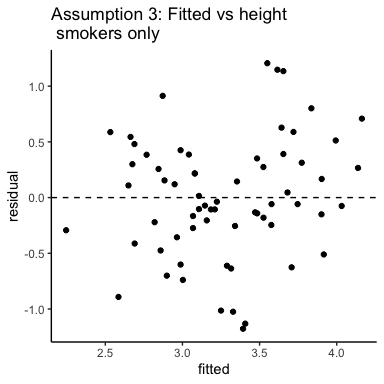 Assumption 3: Fitted vs height
smokers only
1.0
0.5
0.0
-0.5
-1.0
residual
2.5 3.0 3.5 4.0
fitted